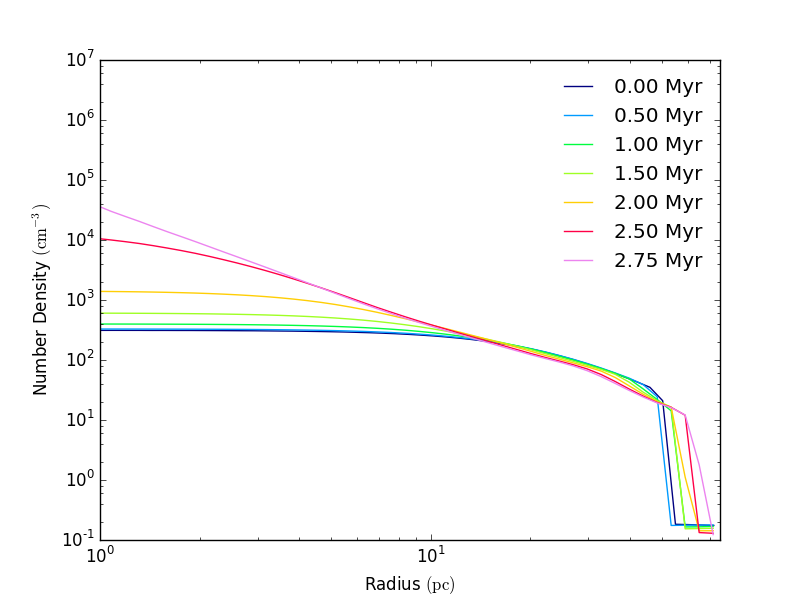 10^7
10^6
10^5
10^4
10^3
10^2
10^1
10^0
10^-1
Number Density (cm^-3)
0.00 Myr
0.50 Myr
1.00 Myr
1.50 Myr
2.00 Myr
2.50 Myr
2.75 Myr
10^0 10^1
Radius (pc)